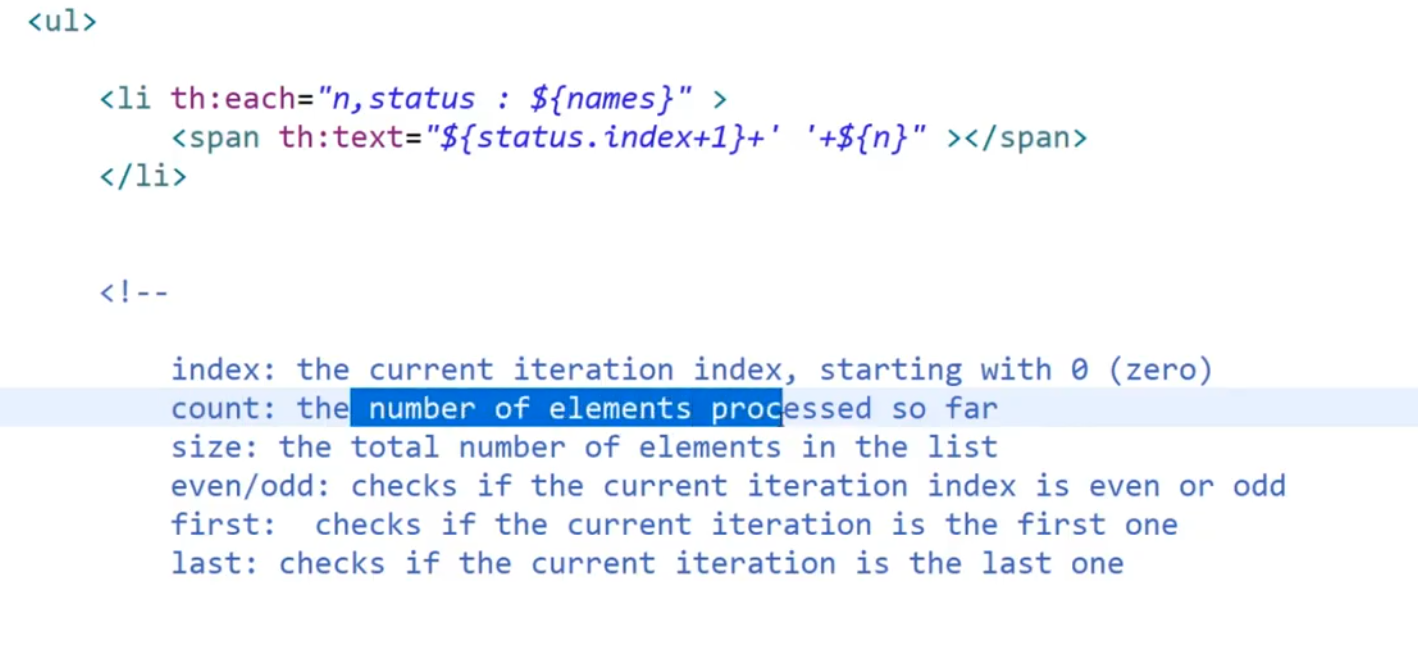 <ul>
<li th:each="n,status : ${names}" >
<span th:text="${status.index+1}+' '+${n}" ></span>
</li>
<!--
index: the current iteration index, starting with 0 (zero)
count: the number of elements processed so far
size: the total number of elements in the list
even/odd: checks if the current iteration index is even or odd
first:  checks if the current iteration is the first one
last: checks if the current iteration is the last one